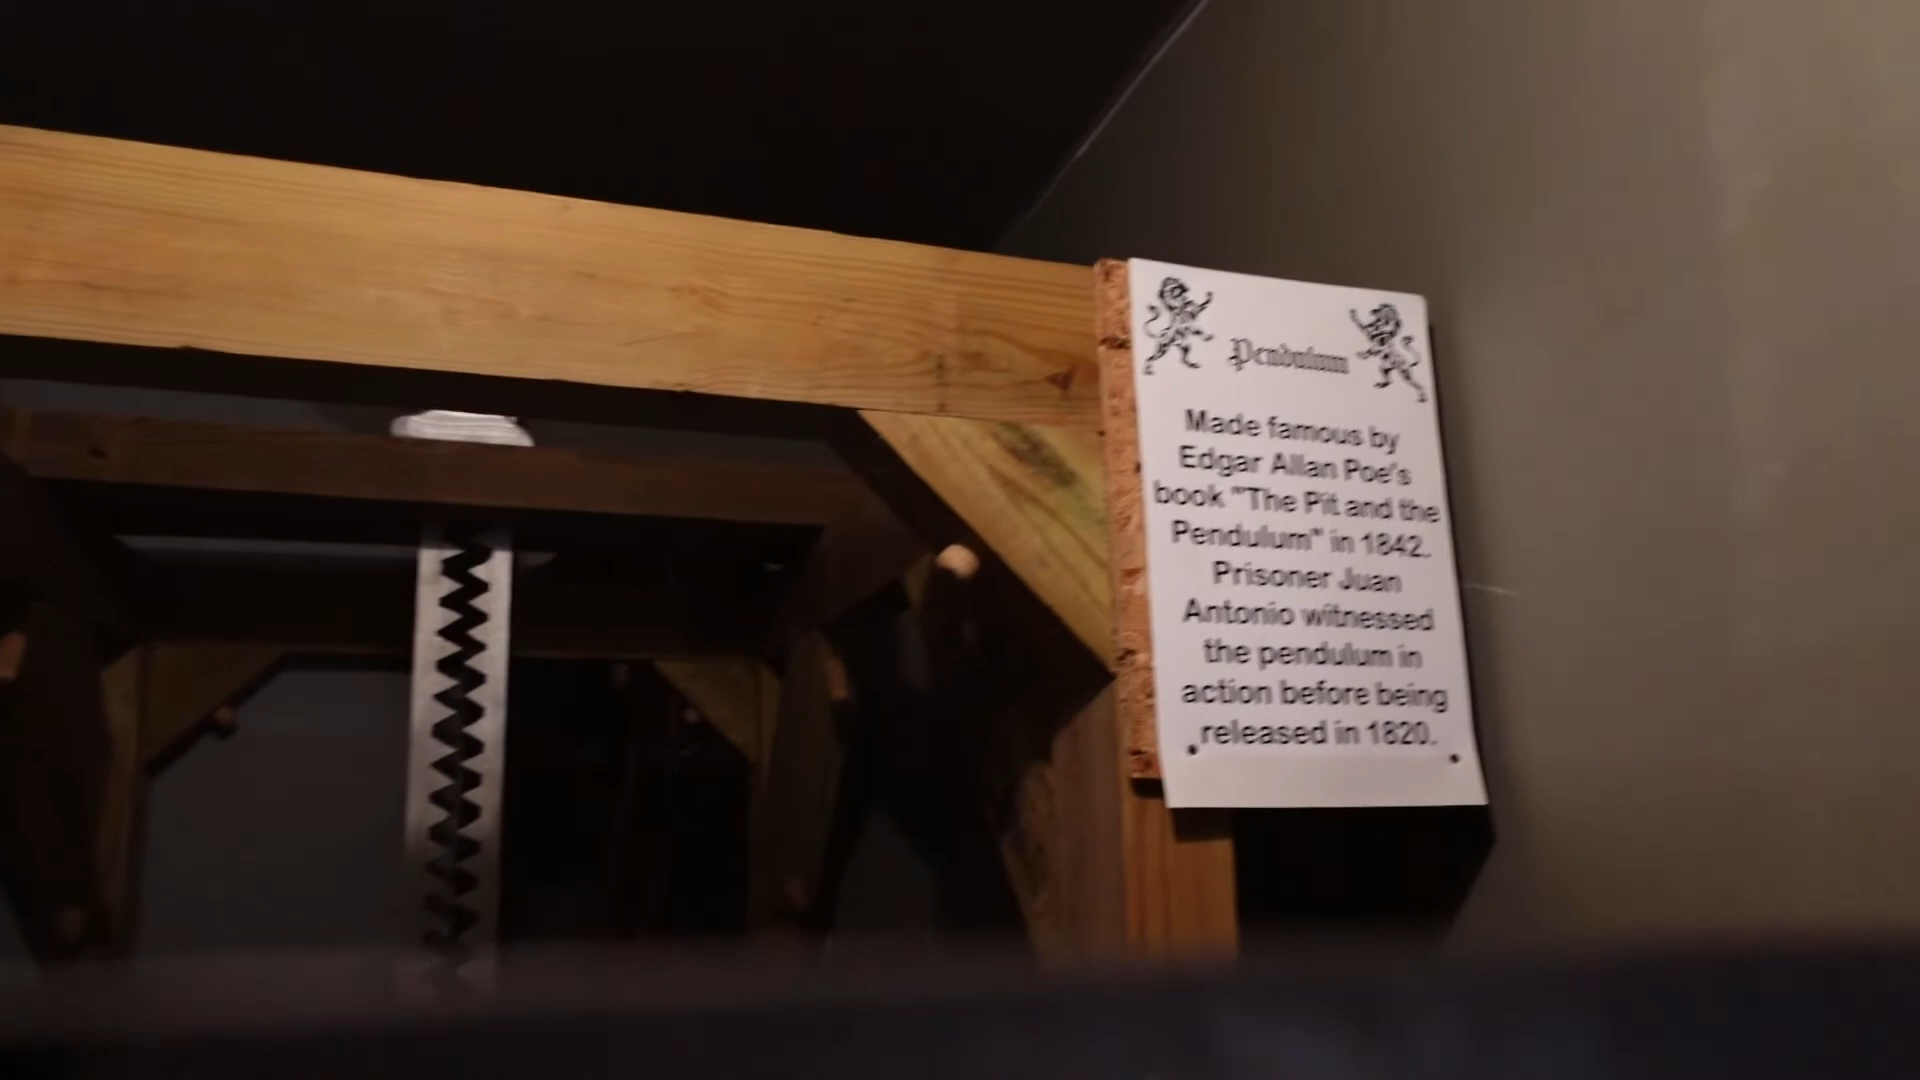 Pendulum
Made famous by
Edgar Allan Poe's
book "The Pit and the
Pendulum" in 1842.
Prisoner Juan
Antonio witnessed
the pendulum in
action before being
released in 1820.